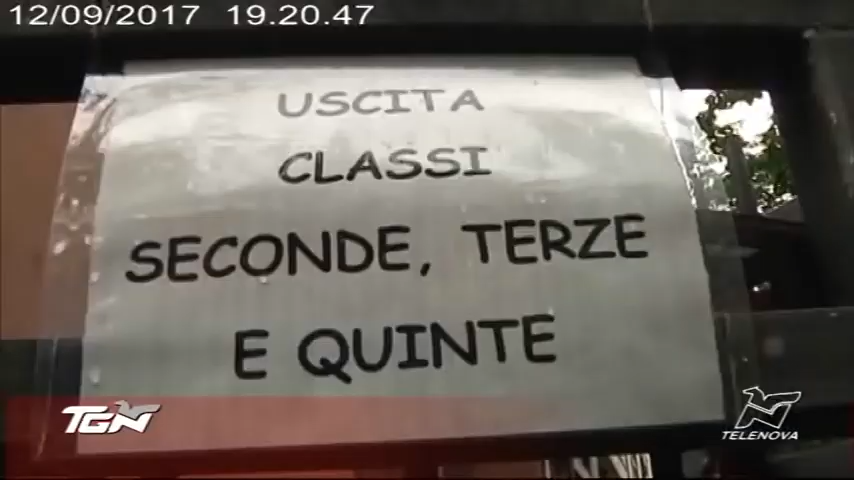 12/09/2017 19.20.47
USCITA
CLASSI
SECONDE, TERZE
E QUINTE
TGN
TELENOVA